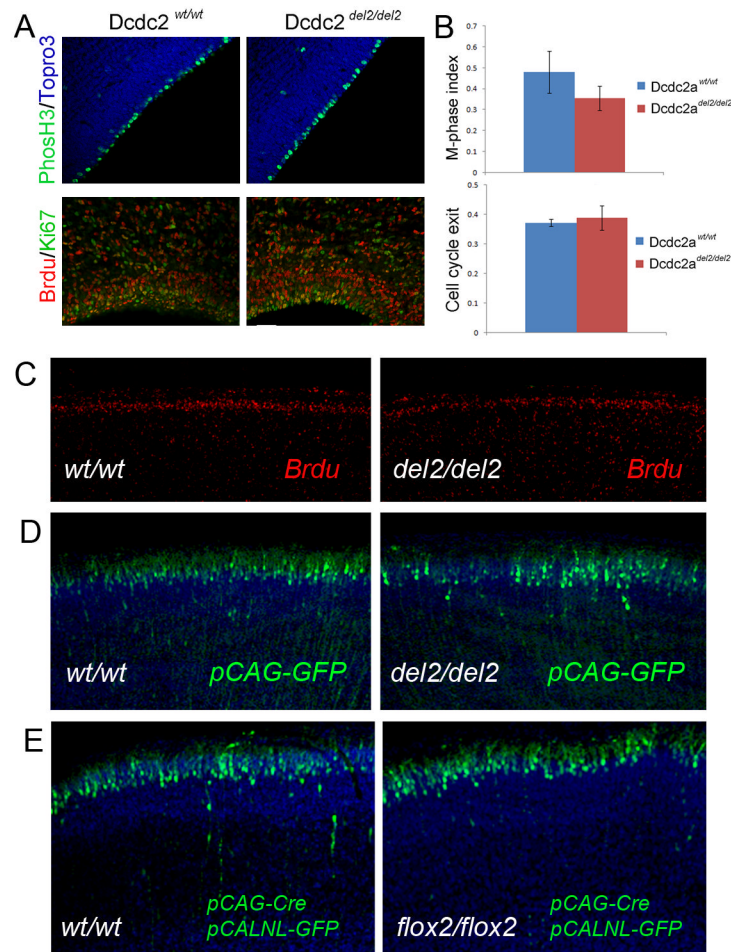 A
Dcdc2 wt/wt
Dcdc2 del2/del2
PhosH3/Topro3
Brdu/Ki67
B
M-phase index
0.7
0.6
0.5
0.4
0.3
0.2
0.1
0
Dcdc2a wt/wt
Dcdc2a del2/del2
Cell cycle exit
0.5
0.4
0.3
0.2
0.1
0
Dcdc2a wt/wt
Dcdc2a del2/del2
C
wt/wt
Brdu
del2/del2
Brdu
D
wt/wt
pCAG-GFP
del2/del2
pCAG-GFP
E
wt/wt
pCAG-Cre
pCALNL-GFP
flox2/flox2
pCAG-Cre
pCALNL-GFP